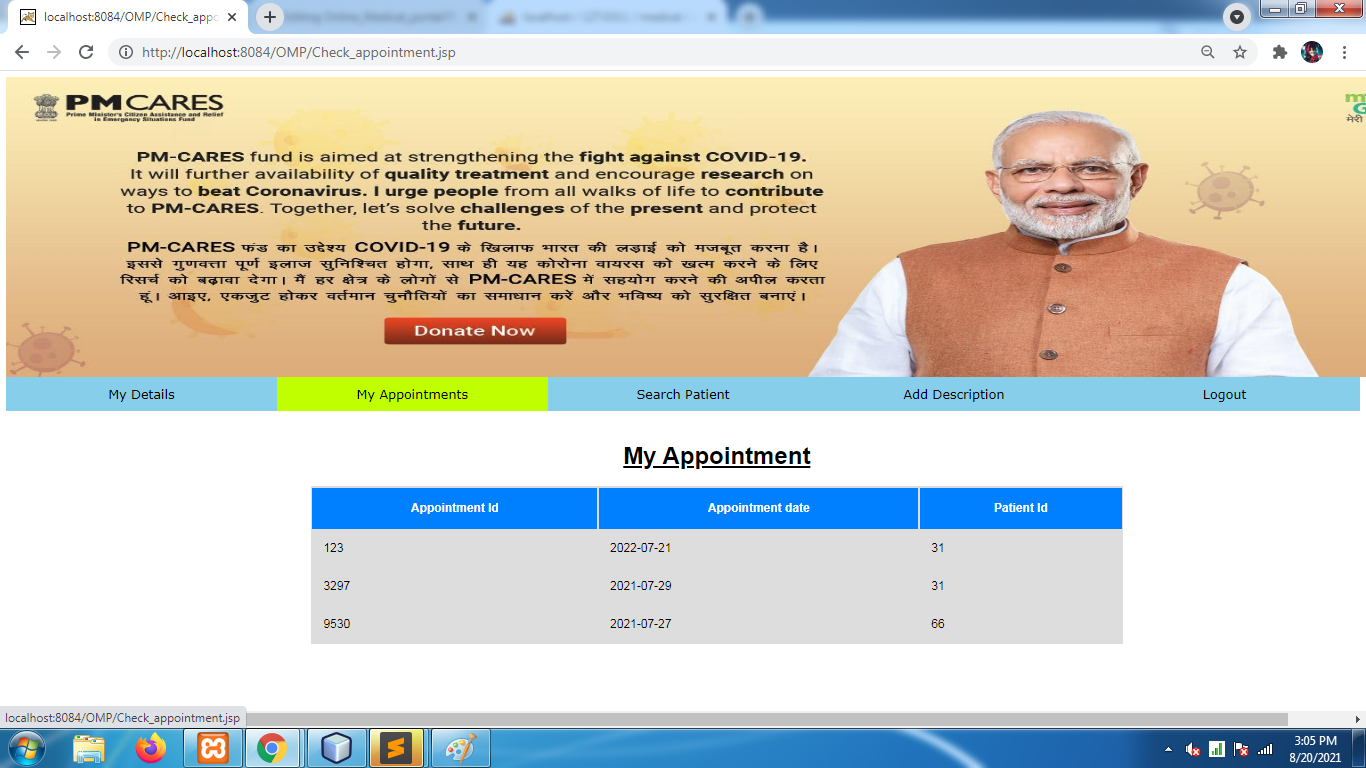 localhost:8084/OMP/Check_appo
http://localhost:8084/OMP/Check_appointment.jsp
PM CARES
Prime Minister's Citizen Assistance and Relief
in Emergency Situations Fund
PM-CARES fund is aimed at strengthening the fight against COVID-19.
It will further availability of quality treatment and encourage research on
ways to beat Coronavirus. I urge people from all walks of life to contribute
to PM-CARES. Together, let's solve challenges of the present and protect
the future.
PM-CARES फंड का उद्देश्य COVID-19 के खिलाफ भारत की लड़ाई को मजबूत करना है।
इससे गुणवत्ता पूर्ण इलाज सुनिश्चित होगा, साथ ही यह कोरोना वायरस को खत्म करने के लिए
रिसर्च को बढ़ावा देगा। मैं हर क्षेत्र के लोगों से PM-CARES में सहयोग करने की अपील करता
हूं। आइए, एकजुट होकर वर्तमान चुनौतियों का समाधान करें और भविष्य को सुरक्षित बनाएं।
Donate Now
मेरी
My Details
My Appointments
Search Patient
Add Description
Logout
My Appointment
Appointment Id Appointment date Patient Id
123 2022-07-21 31
3297 2021-07-29 31
9530 2021-07-27 66
localhost:8084/OMP/Check_appointment.jsp
3:05 PM
8/20/2021